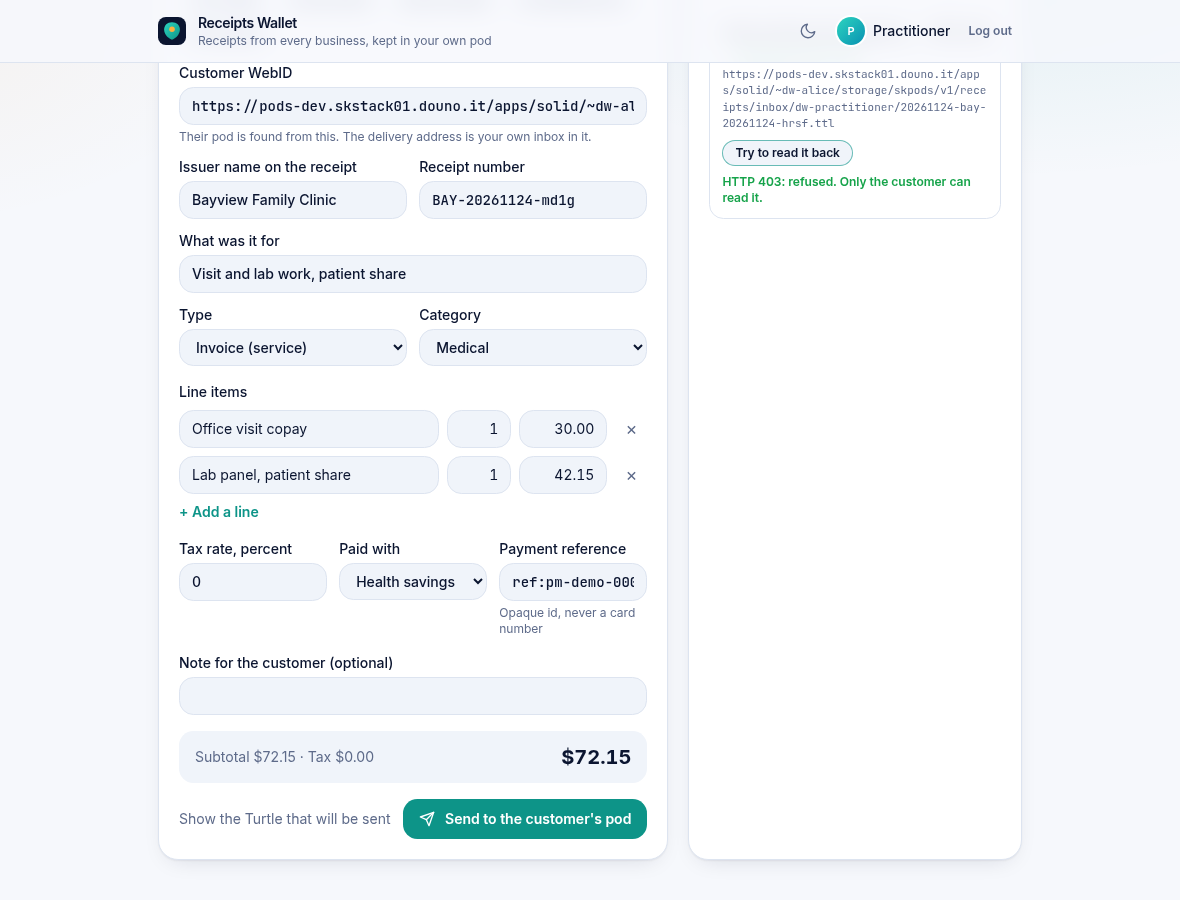 Receipts Wallet
Receipts from every business, kept in your own pod
P
Practitioner
Log out
Customer WebID
https://pods-dev.skstack01.douno.it/apps/solid/~dw-al
Their pod is found from this. The delivery address is your own inbox in it.
Issuer name on the receipt
Receipt number
Bayview Family Clinic
BAY-20261124-md1g
What was it for
Visit and lab work, patient share
Type
Category
Invoice (service)
Medical
Line items
Office visit copay
1
30.00
×
Lab panel, patient share
1
42.15
×
+ Add a line
Tax rate, percent
Paid with
Payment reference
0
Health savings
ref:pm-demo-000
Opaque id, never a card
number
Note for the customer (optional)
Subtotal $72.15 · Tax $0.00
$72.15
Show the Turtle that will be sent
Send to the customer's pod
https://pods-dev.skstack01.douno.it/app
s/solid/~dw-alice/storage/skpods/v1/rece
ipts/inbox/dw-practitioner/20261124-bay-
20261124-hrsf.ttl
Try to read it back
HTTP 403: refused. Only the customer can
read it.